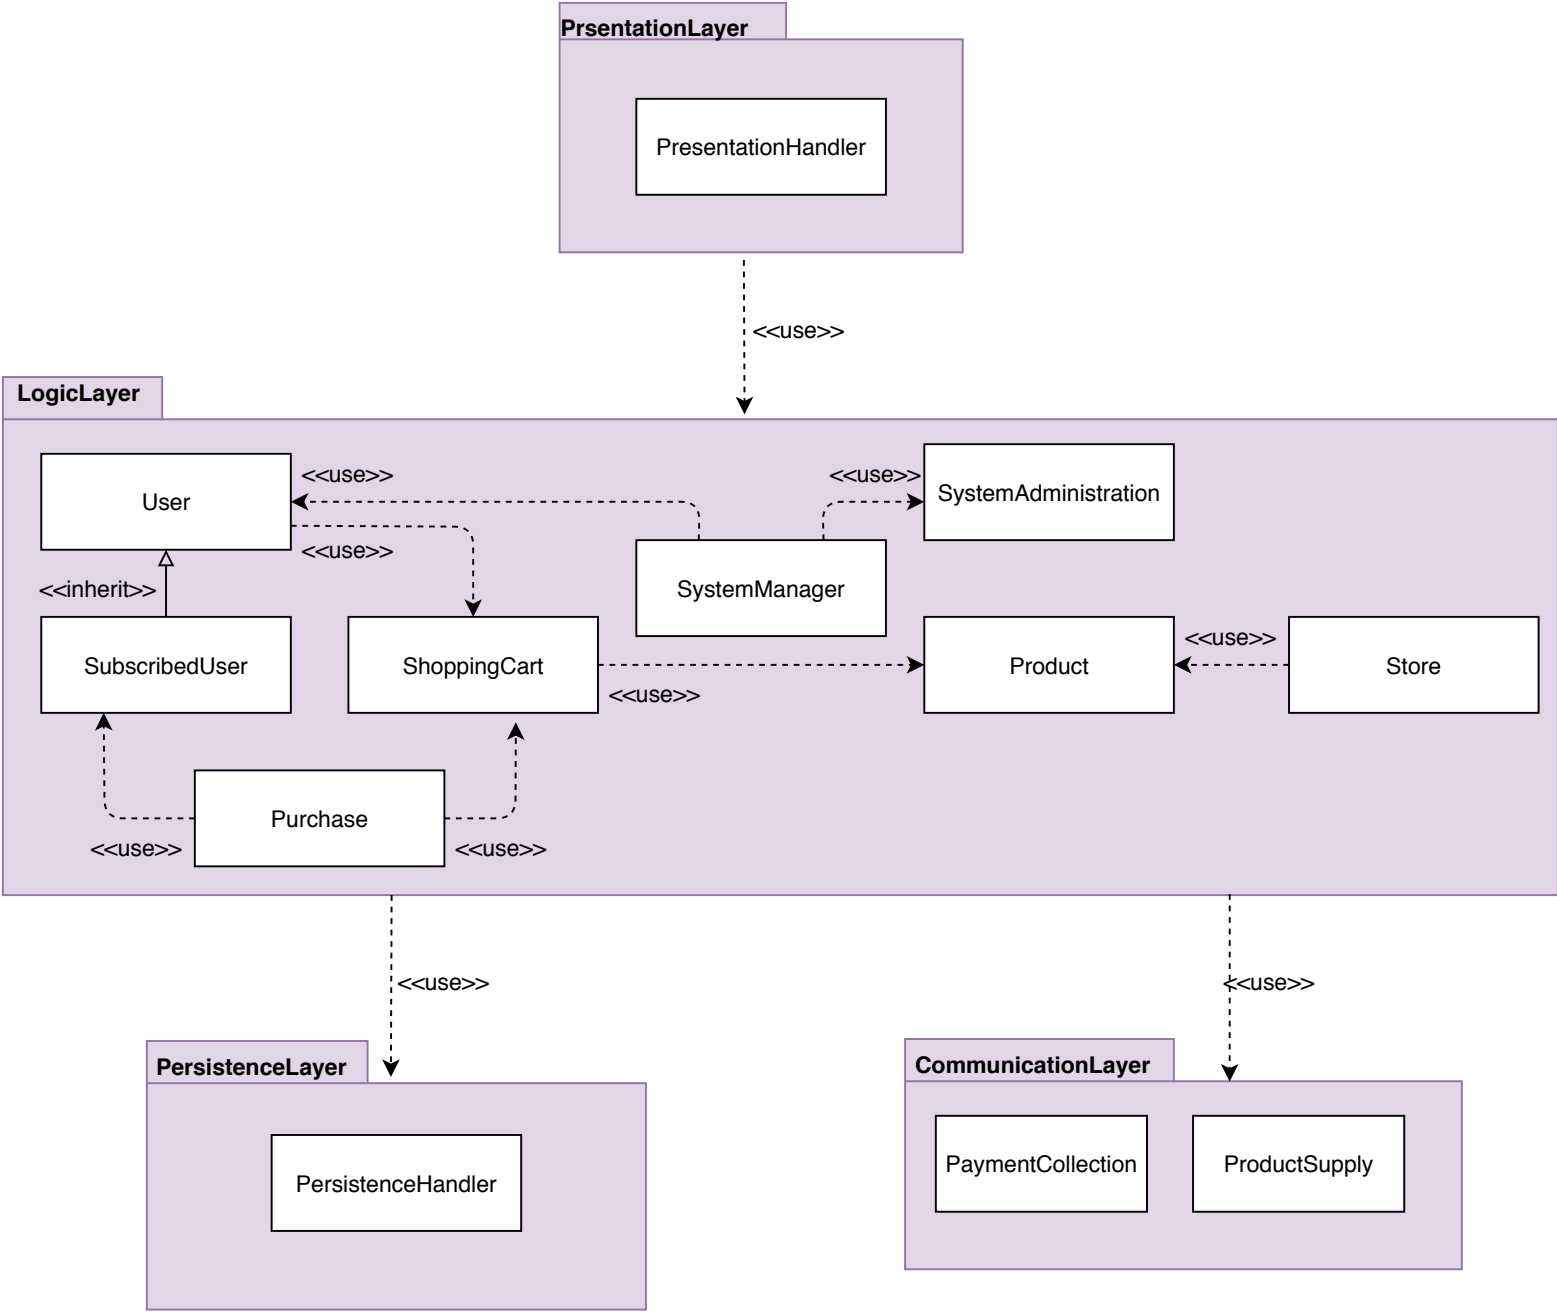 PrsentationLayer
PresentationHandler
<<use>>
LogicLayer
User
<<use>>
<<use>>
SystemAdministration
<<use>>
<<inherit>>
SystemManager
SubscribedUser
ShoppingCart
<<use>>
Product
<<use>>
Store
Purchase
<<use>>
<<use>>
<<use>>
<<use>>
PersistenceLayer
PersistenceHandler
CommunicationLayer
PaymentCollection
ProductSupply